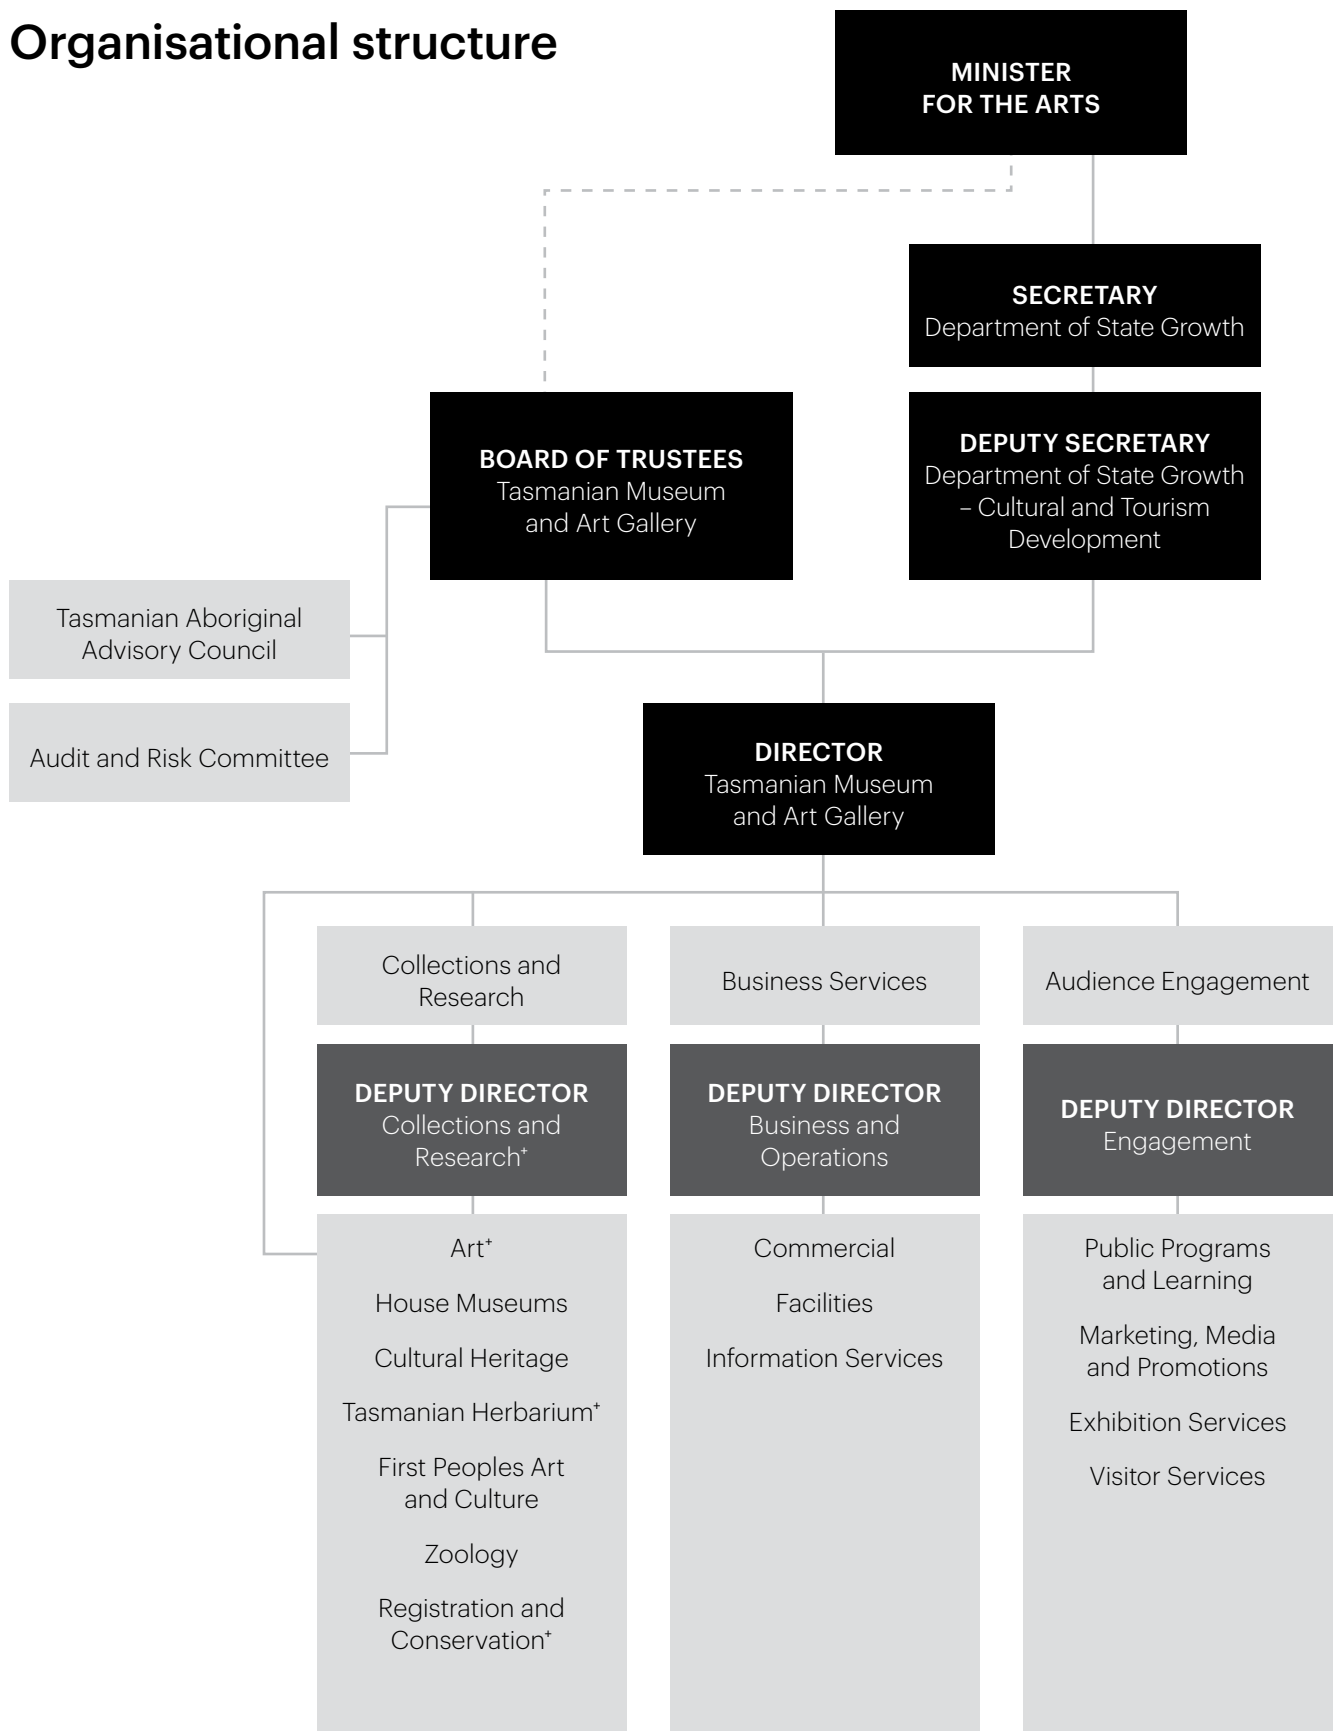 Organisational structure
MINISTER
FOR THE ARTS
SECRETARY
Department of State Growth
BOARD OF TRUSTEES
Tasmanian Museum
and Art Gallery
DEPUTY SECRETARY
Department of State Growth
– Cultural and Tourism
Development
Tasmanian Aboriginal
Advisory Council
Audit and Risk Committee
DIRECTOR
Tasmanian Museum
and Art Gallery
Collections and
Research
Business Services
Audience Engagement
DEPUTY DIRECTOR
Collections and
Research⁺
DEPUTY DIRECTOR
Business and
Operations
DEPUTY DIRECTOR
Engagement
Art⁺
House Museums
Cultural Heritage
Tasmanian Herbarium⁺
First Peoples Art
and Culture
Zoology
Registration and
Conservation⁺
Commercial
Facilities
Information Services
Public Programs
and Learning
Marketing, Media
and Promotions
Exhibition Services
Visitor Services